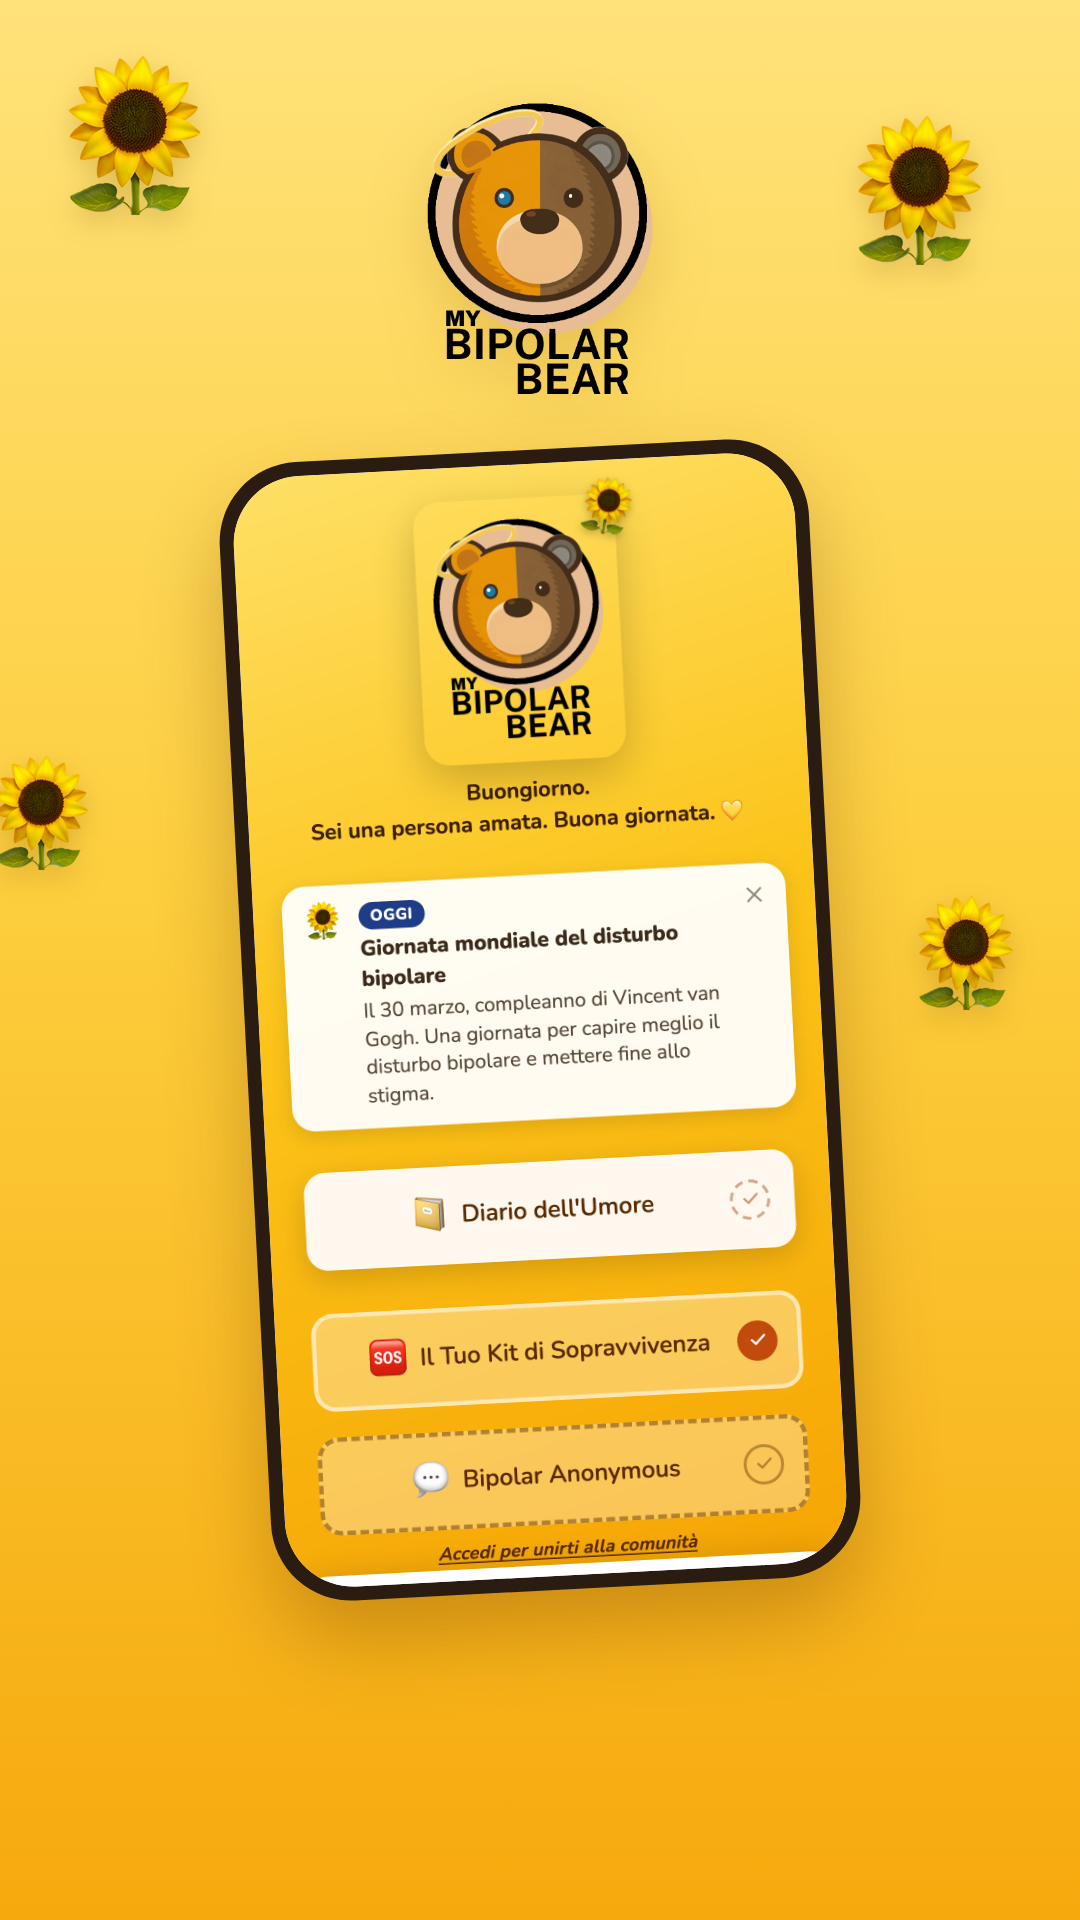 MY
BIPOLAR
BEAR
MY
BIPOLAR
BEAR
Buongiorno.
Sei una persona amata. Buona giornata. 💛
OGGI
Giornata mondiale del disturbo
bipolare
Il 30 marzo, compleanno di Vincent van
Gogh. Una giornata per capire meglio il
disturbo bipolare e mettere fine allo
stigma.
Diario dell'Umore
SOS Il Tuo Kit di Sopravvivenza
Bipolar Anonymous
Accedi per unirti alla comunità